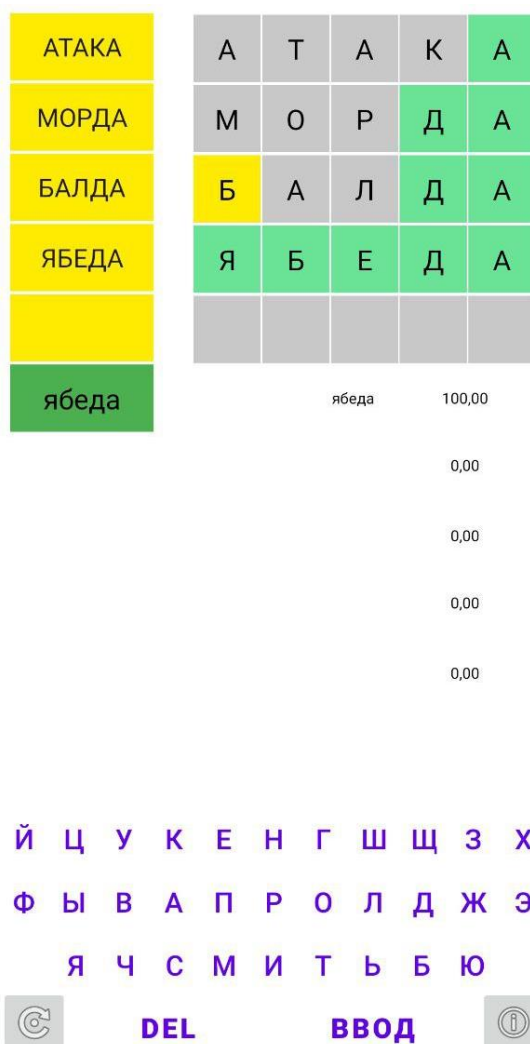 АТАКА А Т А К А
МОРДА М О Р Д А
БАЛДА Б А Л Д А
ЯБЕДА Я Б Е Д А
ябеда ябеда 100,00
0,00
0,00
0,00
0,00
Й Ц У К Е Н Г Ш Щ З Х
Ф Ы В А П Р О Л Д Ж Э
Я Ч С М И Т Ь Б Ю
DEL ВВОД